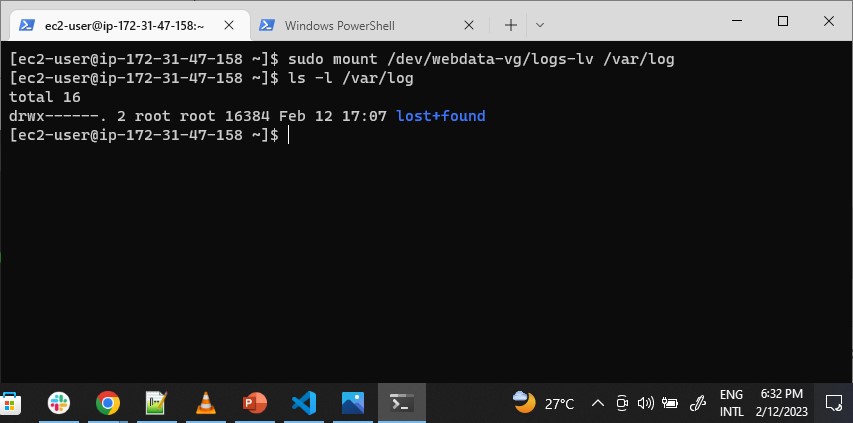 ec2-user@ip-172-31-47-158:~
Windows PowerShell
[ec2-user@ip-172-31-47-158 ~]$ sudo mount /dev/webdata-vg/logs-lv /var/log
[ec2-user@ip-172-31-47-158 ~]$ ls -l /var/log
total 16
drwx------. 2 root root 16384 Feb 12 17:07 lost+found
[ec2-user@ip-172-31-47-158 ~]$
27°C
ENG
INTL
6:32 PM
2/12/2023